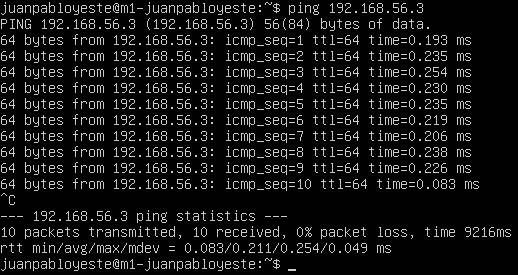 juanpabloyeste@m1-juanpabloyeste:~$ ping 192.168.56.3
PING 192.168.56.3 (192.168.56.3) 56(84) bytes of data.
64 bytes from 192.168.56.3: icmp_seq=1 ttl=64 time=0.193 ms
64 bytes from 192.168.56.3: icmp_seq=2 ttl=64 time=0.235 ms
64 bytes from 192.168.56.3: icmp_seq=3 ttl=64 time=0.254 ms
64 bytes from 192.168.56.3: icmp_seq=4 ttl=64 time=0.230 ms
64 bytes from 192.168.56.3: icmp_seq=5 ttl=64 time=0.235 ms
64 bytes from 192.168.56.3: icmp_seq=6 ttl=64 time=0.219 ms
64 bytes from 192.168.56.3: icmp_seq=7 ttl=64 time=0.206 ms
64 bytes from 192.168.56.3: icmp_seq=8 ttl=64 time=0.238 ms
64 bytes from 192.168.56.3: icmp_seq=9 ttl=64 time=0.226 ms
64 bytes from 192.168.56.3: icmp_seq=10 ttl=64 time=0.083 ms
^C
--- 192.168.56.3 ping statistics ---
10 packets transmitted, 10 received, 0% packet loss, time 9216ms
rtt min/avg/max/mdev = 0.083/0.211/0.254/0.049 ms
juanpabloyeste@m1-juanpabloyeste:~$ _